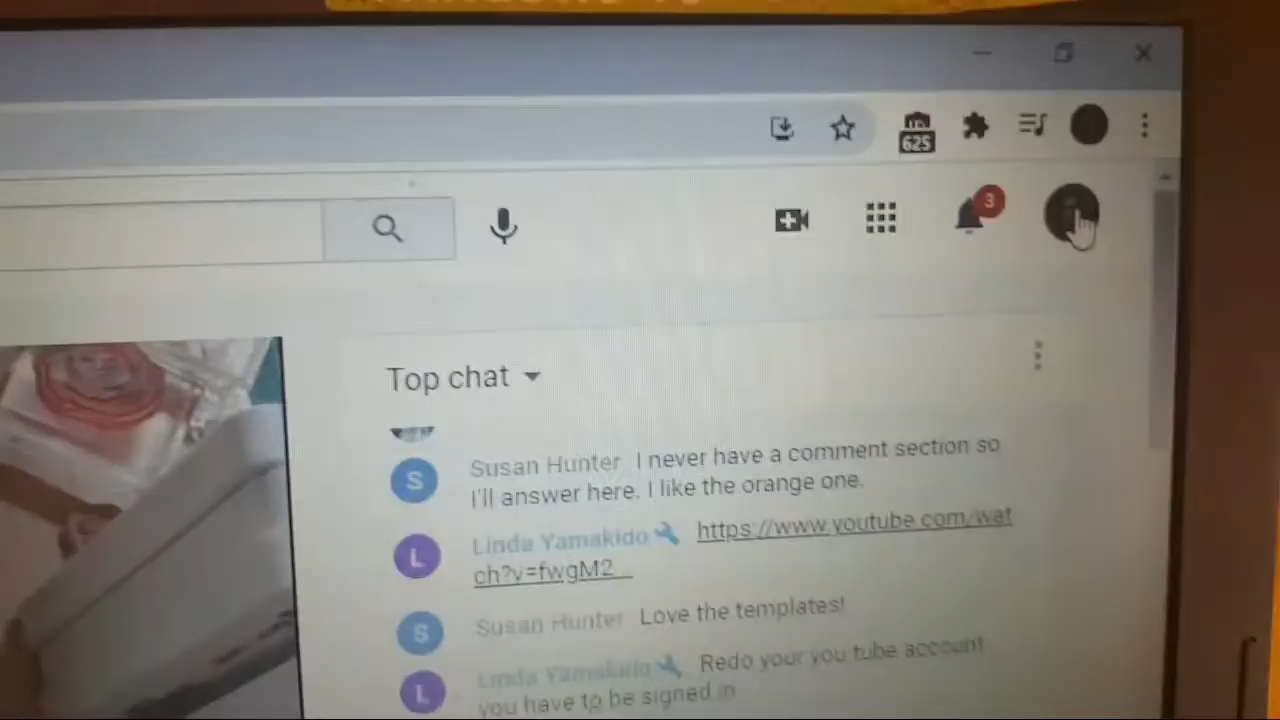 625
3
Top chat
Susan Hunter I never have a comment section so
I'll answer here. I like the orange one.
Linda Yamakido https://www.youtube.com/wat
ch?v=fwgM2...
Susan Hunter Love the templates!
Linda Yamakido Redo your you tube account
you have to be signed in
S
L
S
L